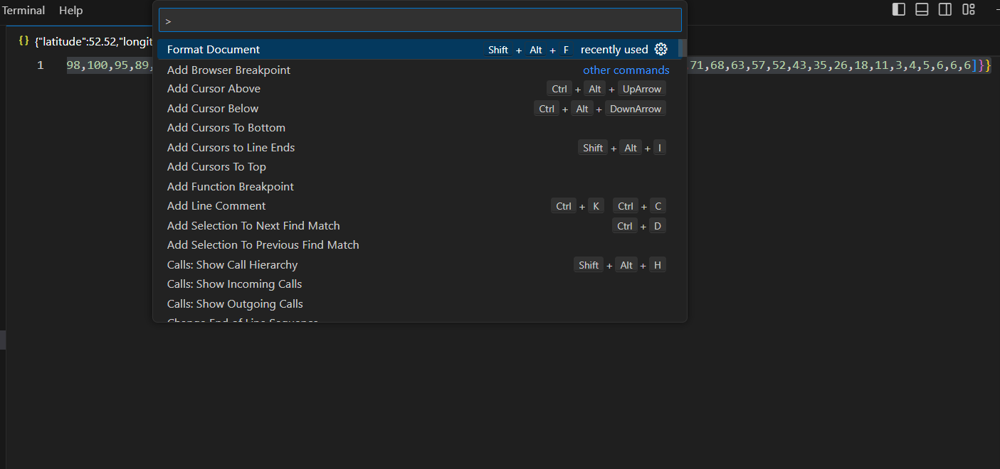 Terminal Help
>
{} {"latitude":52.52,"longit
Format Document Shift + Alt + F recently used
1 98,100,95,89, 71,68,63,57,52,43,35,26,18,11,3,4,5,6,6,6]}}
Add Browser Breakpoint other commands
Add Cursor Above Ctrl + Alt + UpArrow
Add Cursor Below Ctrl + Alt + DownArrow
Add Cursors To Bottom
Add Cursors to Line Ends Shift + Alt + I
Add Cursors To Top
Add Function Breakpoint
Add Line Comment Ctrl + K Ctrl + C
Add Selection To Next Find Match Ctrl + D
Add Selection To Previous Find Match
Calls: Show Call Hierarchy Shift + Alt + H
Calls: Show Incoming Calls
Calls: Show Outgoing Calls
Change End of Line Sequence